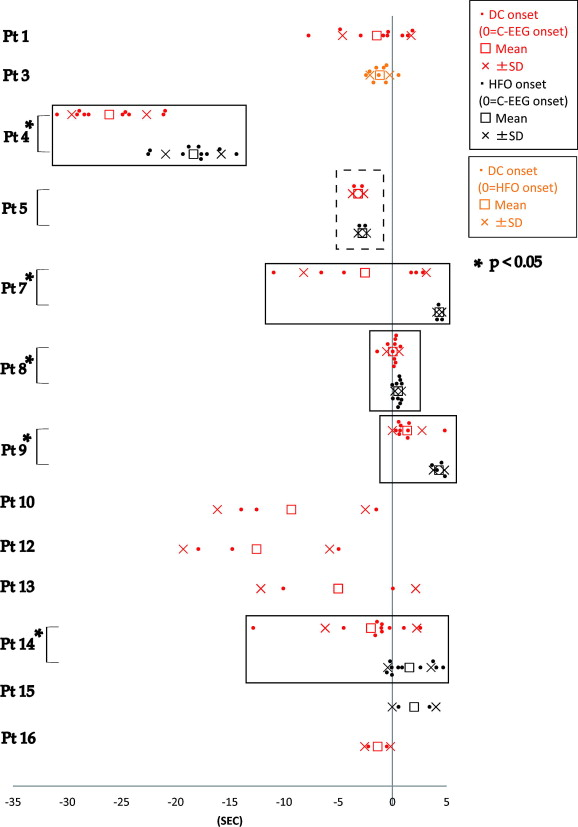 DC onset
(0=C-EEG onset)
Mean
±SD
HFO onset
(0=C-EEG onset)
Mean
±SD
DC onset
(0=HFO onset)
Mean
±SD
* p < 0.05
Pt 1
Pt 3
Pt 4*
Pt 5
Pt 7*
Pt 8*
Pt 9*
Pt 10
Pt 12
Pt 13
Pt 14*
Pt 15
Pt 16
-35 -30 -25 -20 -15 -10 -5 0 5
(SEC)